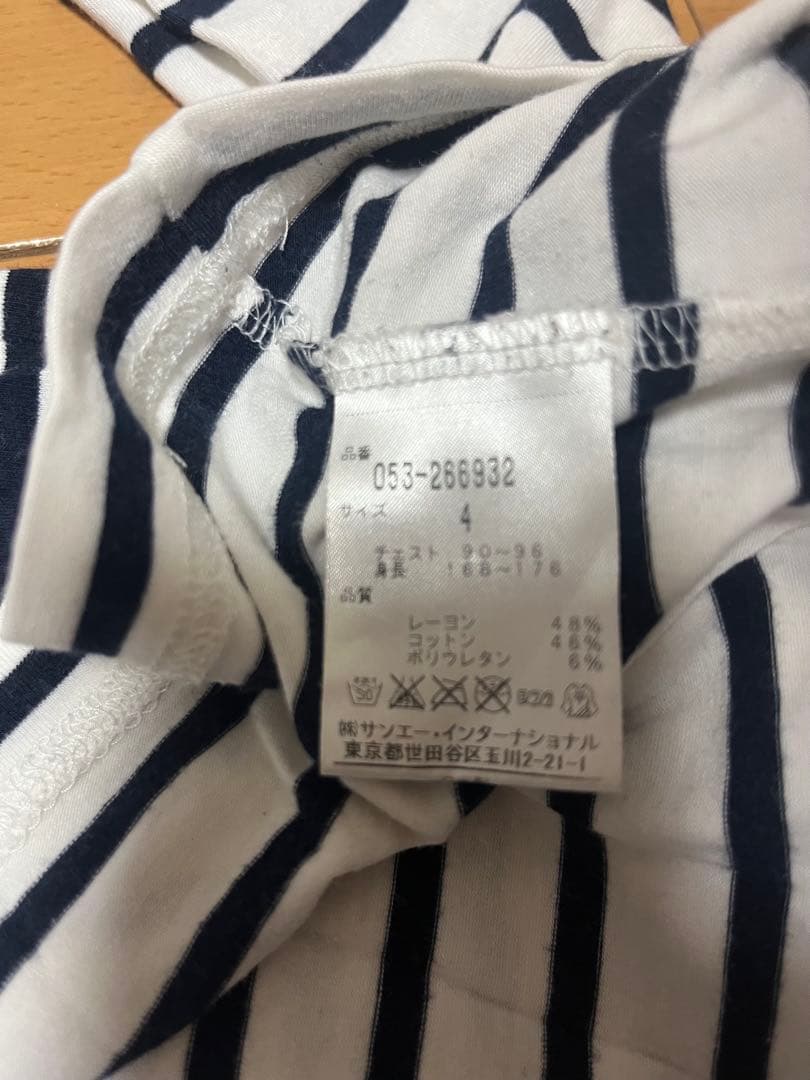 品番
053-266932
サイズ 4
チェスト 90~96
身長 168~176
品質
レーヨン 48%
コットン 46%
ポリウレタン 6%
㈱サンエー・インターナショナル
東京都世田谷区玉川2-21-1